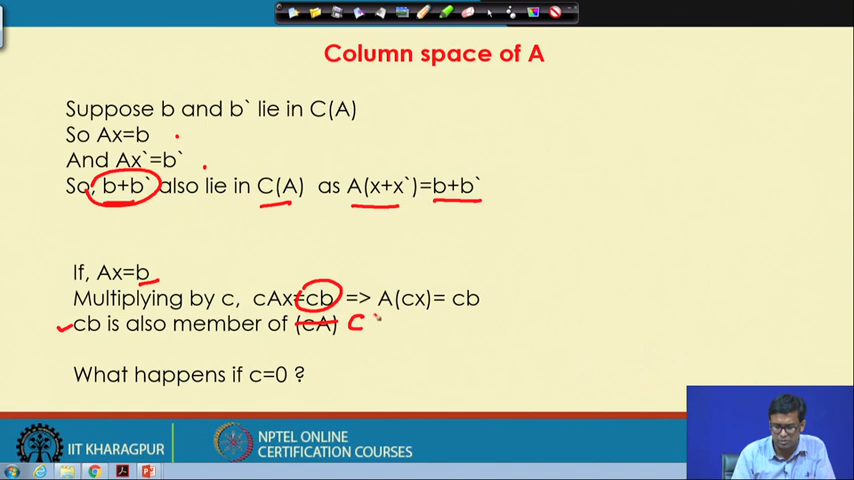 Column space of A
Suppose b and b` lie in C(A)
So Ax=b
And Ax`=b`
So, b+b` also lie in C(A) as A(x+x`)=b+b`
If, Ax=b
Multiplying by c, cAx=cb => A(cx)= cb
cb is also member of (cA) C
What happens if c=0 ?
IIT KHARAGPUR
NPTEL ONLINE
CERTIFICATION COURSES